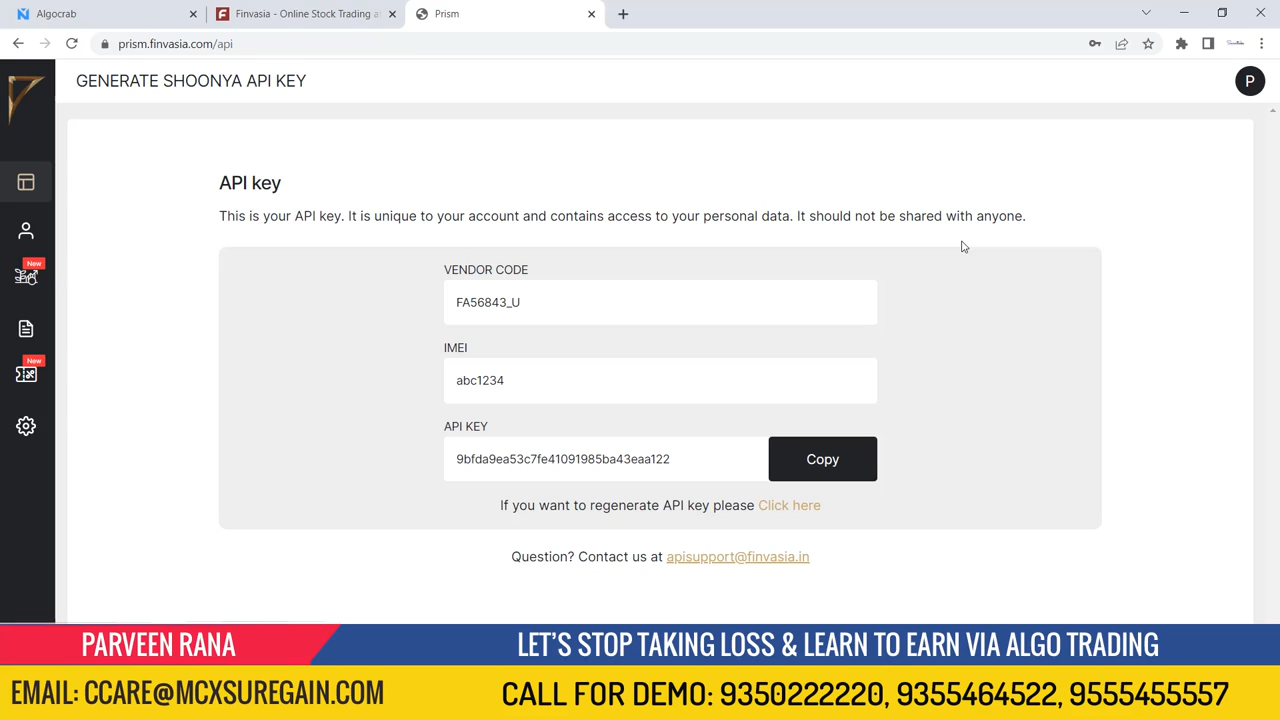 Algocrab
Finvasia - Online Stock Trading a
Prism
prism.finvasia.com/api
GENERATE SHOONYA API KEY
P
API key
This is your API key. It is unique to your account and contains access to your personal data. It should not be shared with anyone.
VENDOR CODE
FA56843_U
New
IMEI
abc1234
New
API KEY
9bfda9ea53c7fe41091985ba43eaa122
Copy
If you want to regenerate API key please Click here
Question? Contact us at apisupport@finvasia.in
PARVEEN RANA
LET'S STOP TAKING LOSS & LEARN TO EARN VIA ALGO TRADING
EMAIL: CCARE@MCXSUREGAIN.COM
CALL FOR DEMO: 9350222220, 9355464522, 9555455557